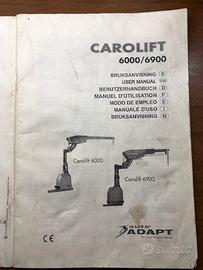 CAROLIFT
6000/6900
BRUKSANVISNING S
USER MANUAL GB
BENUTZERHANDBUCH D
MANUEL D'UTILISATION F
MODO DE EMPLEO E
MANUALE D'USO I
BRUKSANVISNING N
Carolift 6000
Carolift 6900
auto
ADAPT
CE
subito